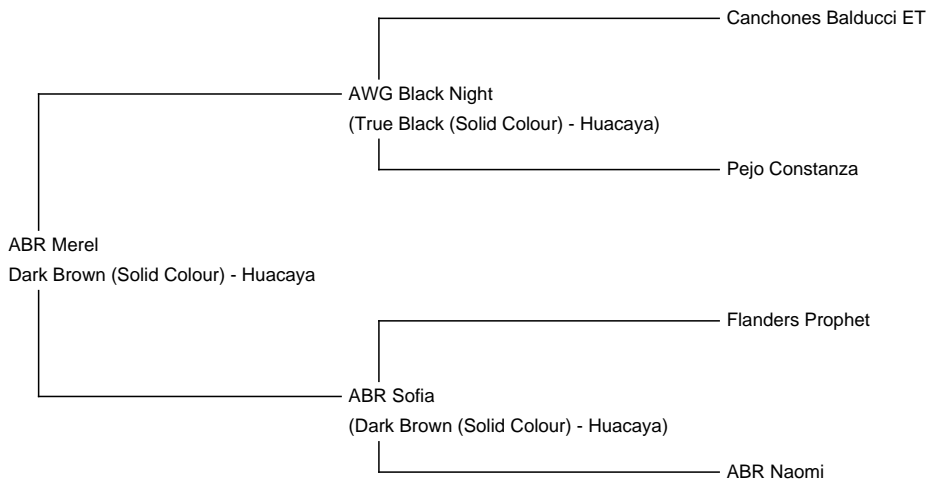 Canchones Balducci ET
AWG Black Night
(True Black (Solid Colour) - Huacaya)
Pejo Constanza
ABR Merel
Dark Brown (Solid Colour) - Huacaya
Flanders Prophet
ABR Sofia
(Dark Brown (Solid Colour) - Huacaya)
ABR Naomi